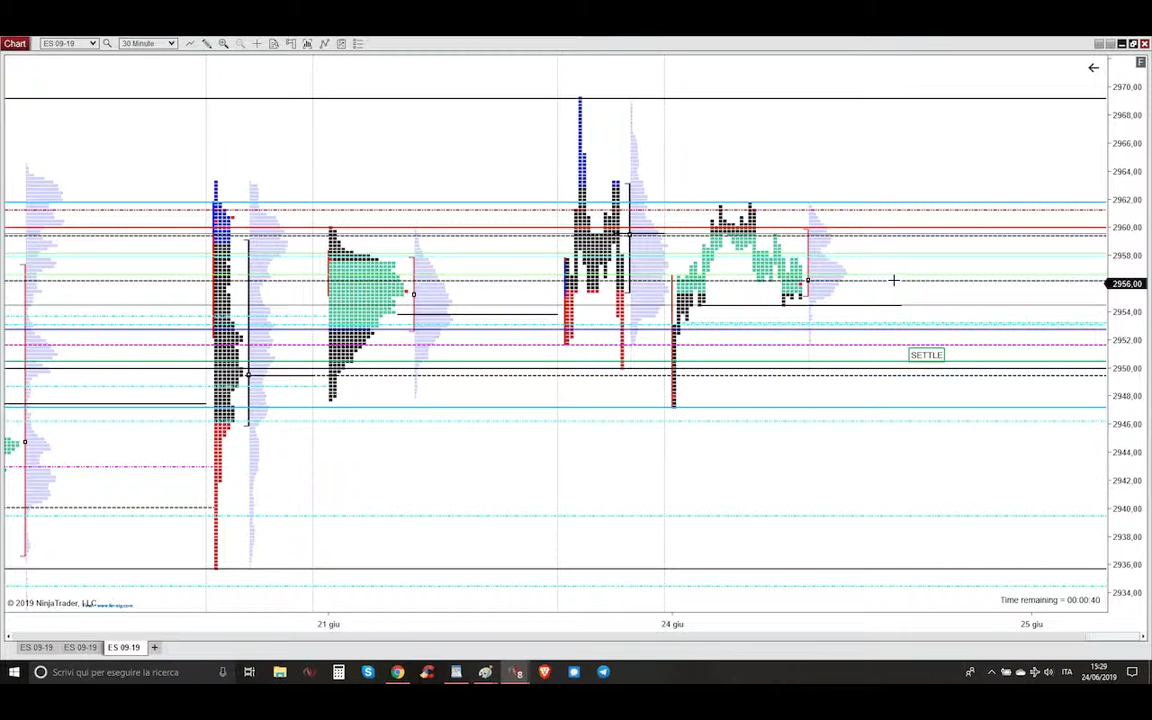 Chart ES 09-19 30 Minute
F
2970,00
2968,00
2966,00
2964,00
2962,00
2960,00
2958,00
2956,00
2954,00
2952,00
SETTLE
2950,00
2948,00
2946,00
2944,00
2942,00
2940,00
2938,00
2936,00
2934,00
© 2019 NinjaTrader, LLC
Time remaining = 00:00:40
21 giu 24 giu 25 giu
ES 09-19 ES 09-19 ES 09-19 +
Scrivi qui per eseguire la ricerca
8
ITA
15:29
24/06/2019